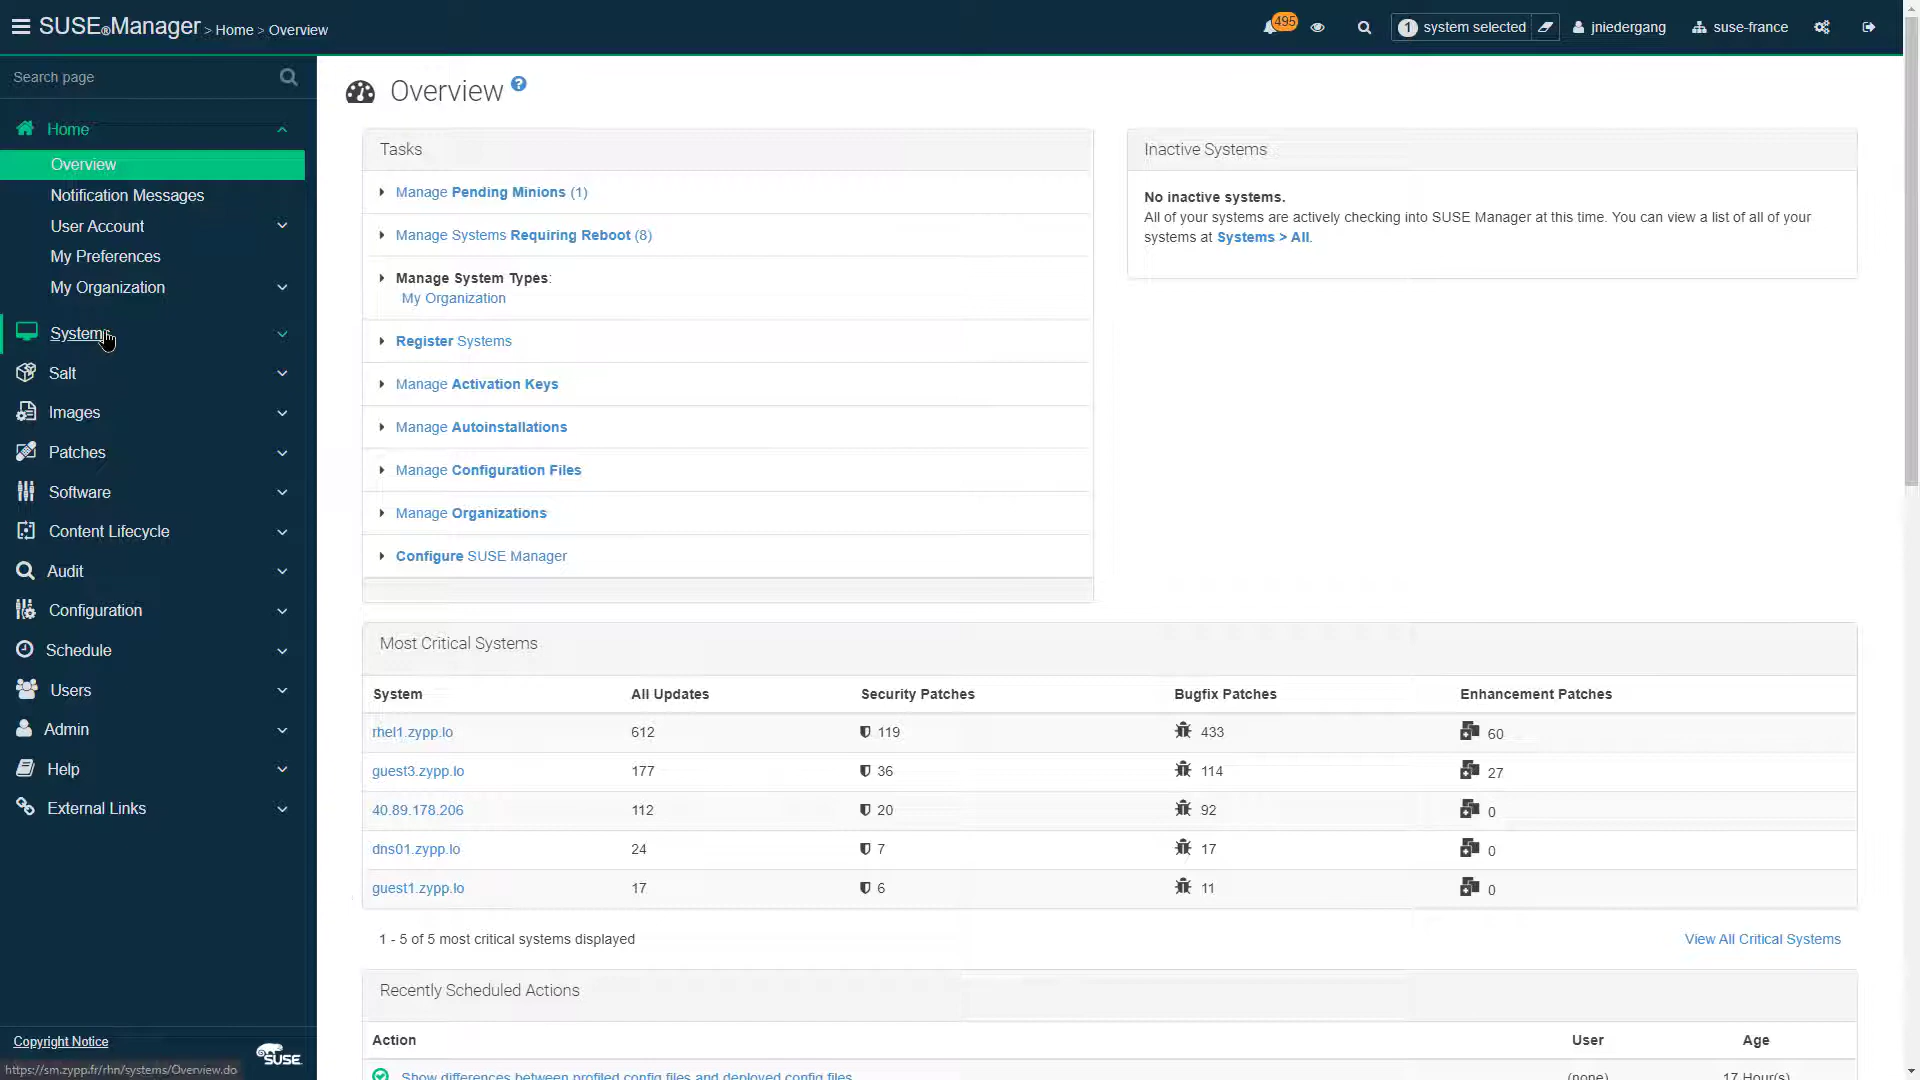 SUSE®Manager > Home > Overview
495
1 system selected
jniedergang
suse-france
Search page
Home
Overview
Notification Messages
User Account
My Preferences
My Organization
Systems
Salt
Images
Patches
Software
Content Lifecycle
Audit
Configuration
Schedule
Users
Admin
Help
External Links
Copyright Notice
SUSE
https://sm.zypp.fr/rhn/systems/Overview.do
Overview ?
Tasks
Manage Pending Minions (1)
Manage Systems Requiring Reboot (8)
Manage System Types:
My Organization
Register Systems
Manage Activation Keys
Manage Autoinstallations
Manage Configuration Files
Manage Organizations
Configure SUSE Manager
Inactive Systems
No inactive systems.
All of your systems are actively checking into SUSE Manager at this time. You can view a list of all of your
systems at Systems > All.
Most Critical Systems
System All Updates Security Patches Bugfix Patches Enhancement Patches
rhel1.zypp.lo 612 119 433 60
guest3.zypp.lo 177 36 114 27
40.89.178.206 112 20 92 0
dns01.zypp.lo 24 7 17 0
guest1.zypp.lo 17 6 11 0
1 - 5 of 5 most critical systems displayed
View All Critical Systems
Recently Scheduled Actions
Action User Age
Show differences between profiled config files and deployed config files (none) 17 Hour(s)